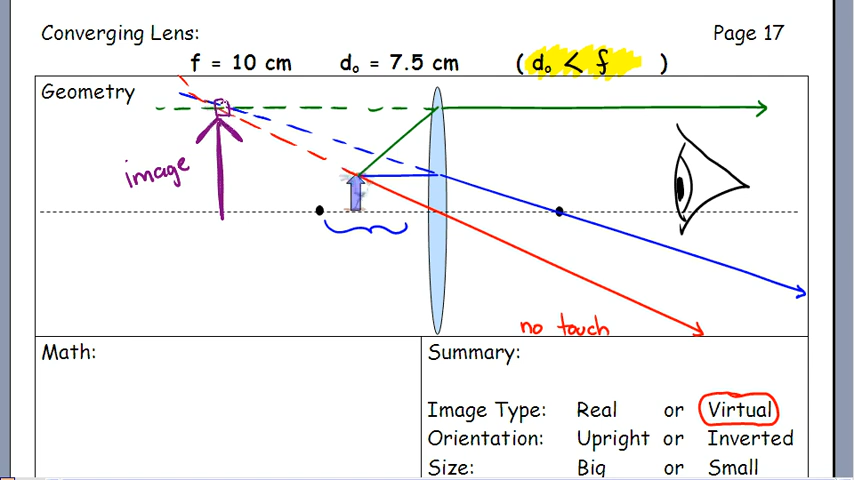 Converging Lens: Page 17
f = 10 cm dₒ = 7.5 cm ( dₒ < f )
Geometry
image
no touch
Math:
Summary:
Image Type: Real or Virtual
Orientation: Upright or Inverted
Size: Big or Small